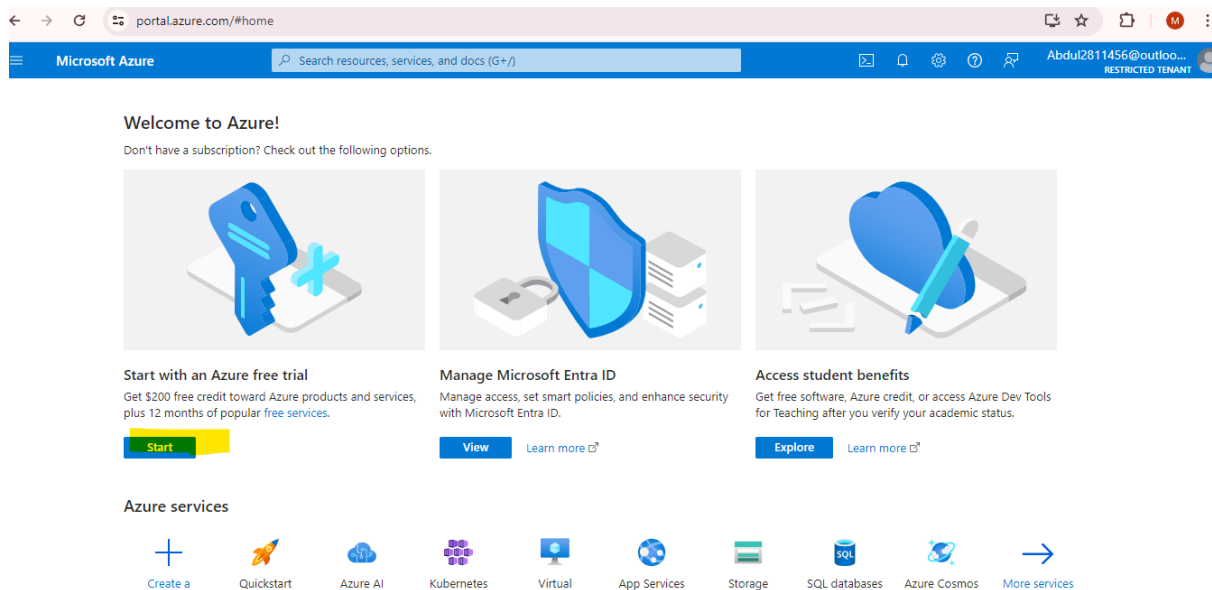 portal.azure.com/#home
M
Microsoft Azure
Search resources, services, and docs (G+/)
Abdul2811456@outloo...
RESTRICTED TENANT
Welcome to Azure!
Don't have a subscription? Check out the following options.
Start with an Azure free trial
Get $200 free credit toward Azure products and services,
plus 12 months of popular free services.
Start
Manage Microsoft Entra ID
Manage access, set smart policies, and enhance security
with Microsoft Entra ID.
View
Learn more
Access student benefits
Get free software, Azure credit, or access Azure Dev Tools
for Teaching after you verify your academic status.
Explore
Learn more
Azure services
SQL
Create a
Quickstart
Azure AI
Kubernetes
Virtual
App Services
Storage
SQL databases
Azure Cosmos
More services